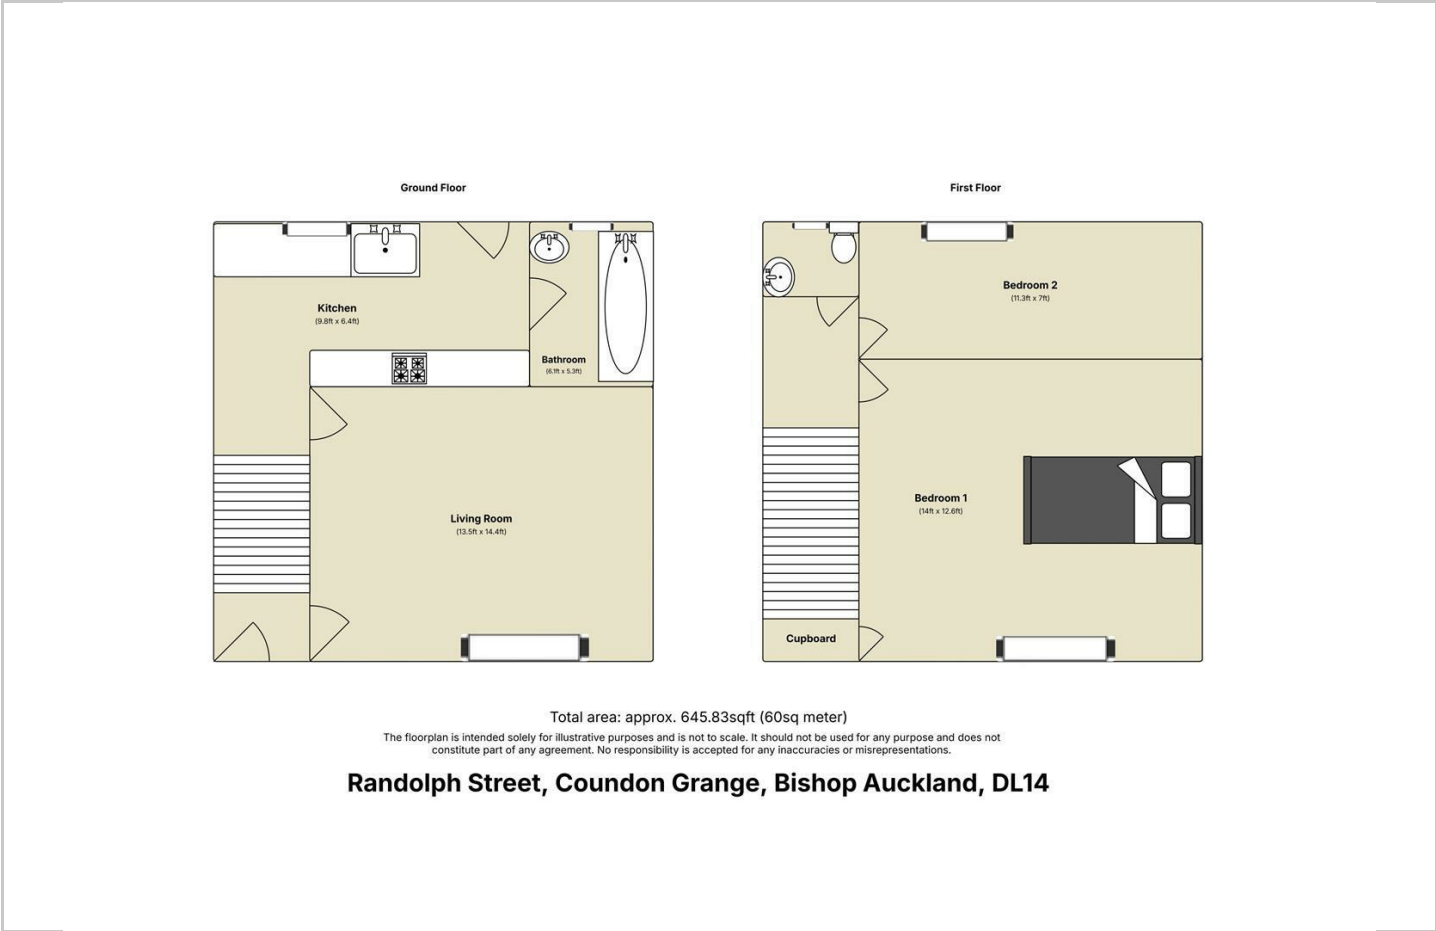 Ground Floor
First Floor
Kitchen
(9.8ft x 6.4ft)
Bathroom
(6.1ft x 5.3ft)
Living Room
(13.5ft x 14.4ft)
Bedroom 2
(11.3ft x 7ft)
Bedroom 1
(14ft x 12.6ft)
Cupboard
Total area: approx. 645.83sqft (60sq meter)
The floorplan is intended solely for illustrative purposes and is not to scale. It should not be used for any purpose and does not
constitute part of any agreement. No responsibility is accepted for any inaccuracies or misrepresentations.
Randolph Street, Coundon Grange, Bishop Auckland, DL14